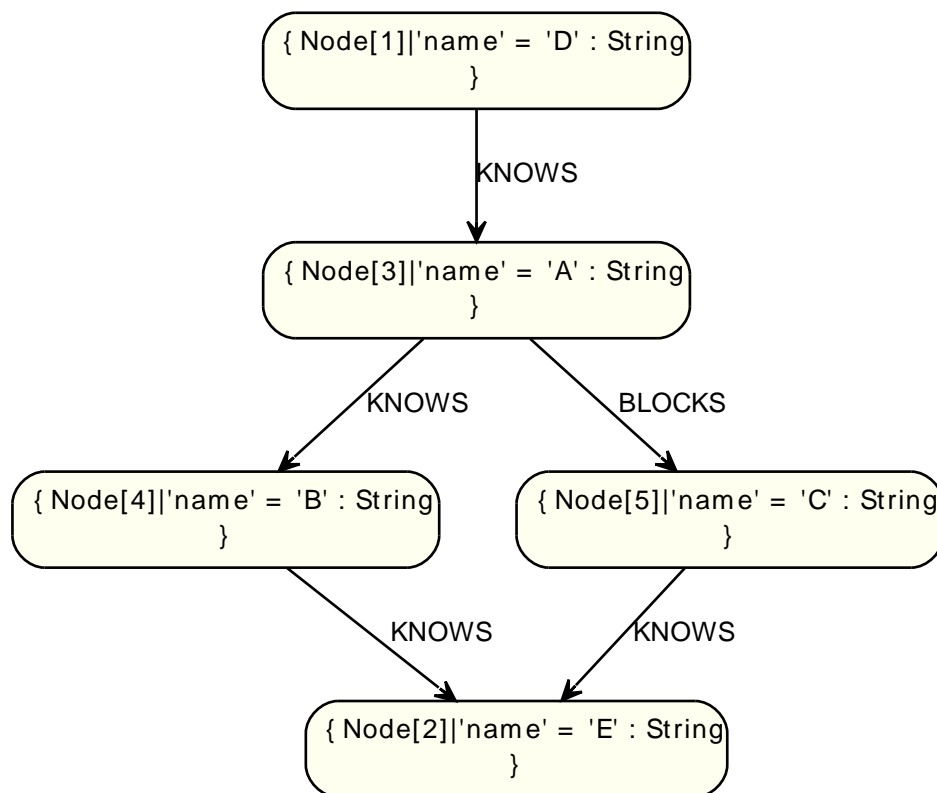 { Node[1]|'name' = 'D' : String
}
KNOWS
{ Node[3]|'name' = 'A' : String
}
KNOWS
BLOCKS
{ Node[4]|'name' = 'B' : String
}
{ Node[5]|'name' = 'C' : String
}
KNOWS
KNOWS
{ Node[2]|'name' = 'E' : String
}